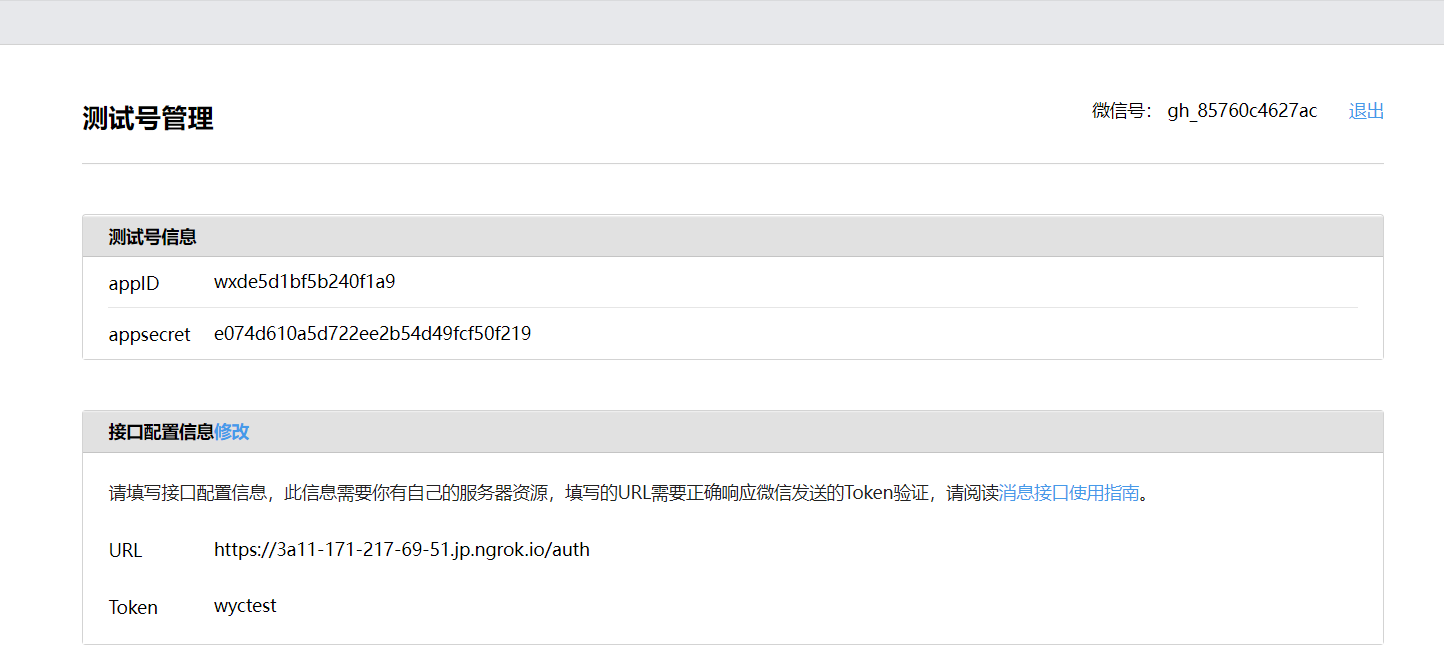 测试号管理
微信号： gh_85760c4627ac 退出
测试号信息
appID wxde5d1bf5b240f1a9
appsecret e074d610a5d722ee2b54d49fcf50f219
接口配置信息修改
请填写接口配置信息，此信息需要你有自己的服务器资源，填写的URL需要正确响应微信发送的Token验证，请阅读消息接口使用指南。
URL https://3a11-171-217-69-51.jp.ngrok.io/auth
Token wyctest